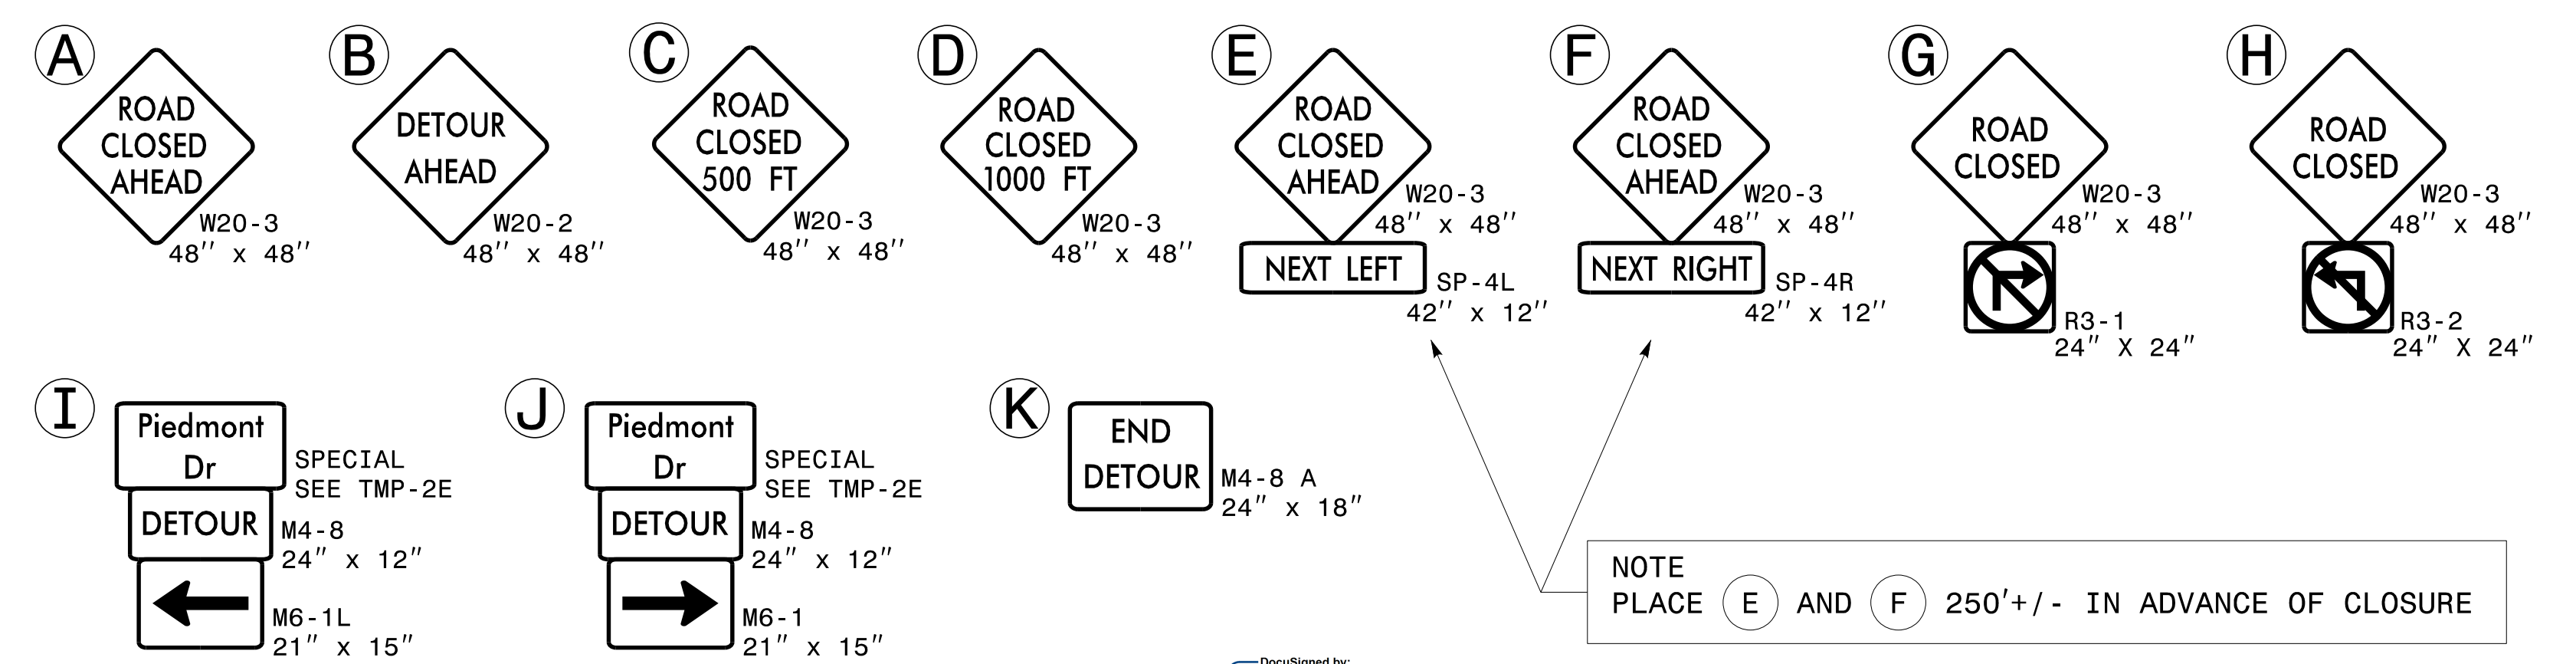 A
ROAD
CLOSED
AHEAD
W20-3
48" x 48"
B
DETOUR
AHEAD
W20-2
48" x 48"
C
ROAD
CLOSED
500 FT
W20-3
48" x 48"
D
ROAD
CLOSED
1000 FT
W20-3
48" x 48"
E
ROAD
CLOSED
AHEAD
W20-3
48" x 48"
NEXT LEFT
SP-4L
42" x 12"
F
ROAD
CLOSED
AHEAD
W20-3
48" x 48"
NEXT RIGHT
SP-4R
42" x 12"
G
ROAD
CLOSED
W20-3
48" x 48"
R3-1
24" X 24"
H
ROAD
CLOSED
W20-3
48" x 48"
R3-2
24" X 24"
I
Piedmont
Dr
SPECIAL
SEE TMP-2E
DETOUR
M4-8
24" x 12"
M6-1L
21" x 15"
J
Piedmont
Dr
SPECIAL
SEE TMP-2E
DETOUR
M4-8
24" x 12"
M6-1
21" x 15"
K
END
DETOUR
M4-8 A
24" x 18"
NOTE
PLACE E AND F 250'+/- IN ADVANCE OF CLOSURE
DocuSigned by: